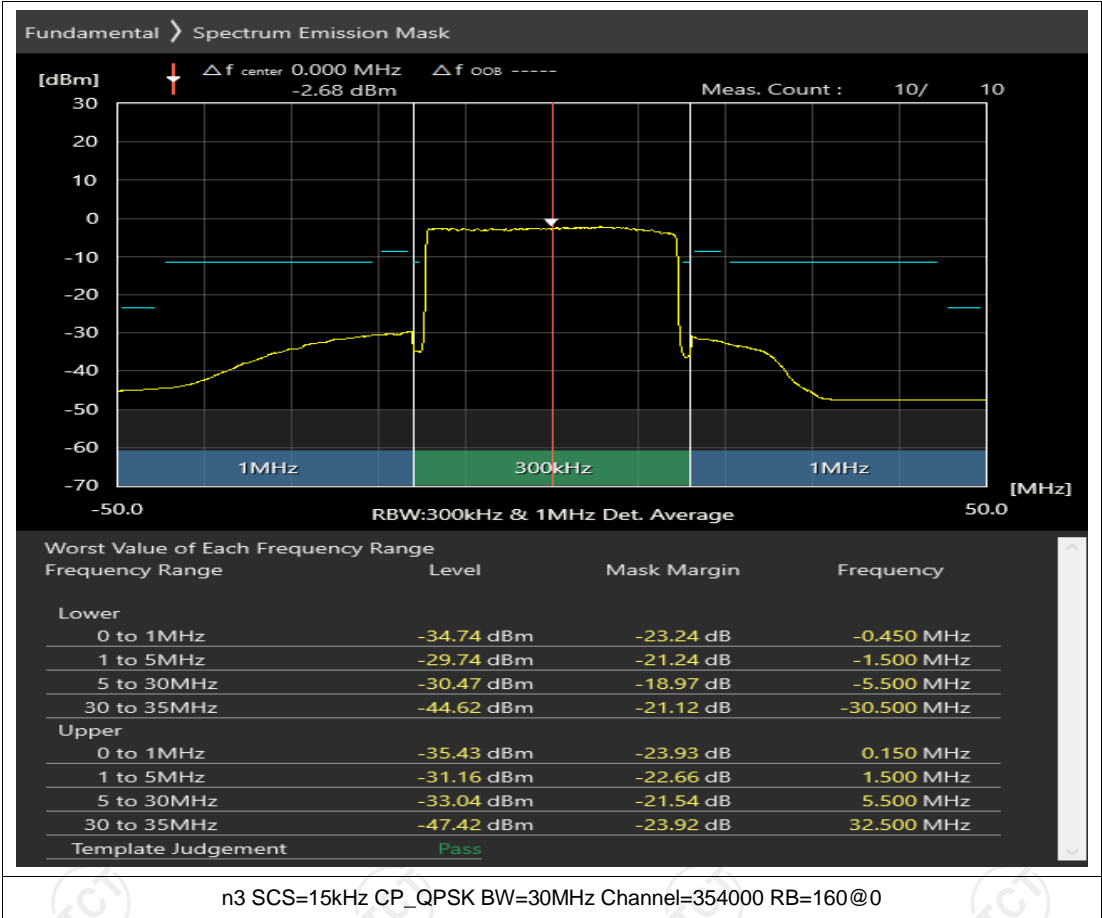 Fundamental ❯ Spectrum Emission Mask
[dBm] △f center 0.000 MHz △f OOB -----
-2.68 dBm Meas. Count : 10/ 10
30
20
10
0
-10
-20
-30
-40
-50
-60
-70
1MHz 300kHz 1MHz
[MHz]
-50.0 RBW:300kHz & 1MHz Det. Average 50.0
Worst Value of Each Frequency Range
Frequency Range Level Mask Margin Frequency
Lower
0 to 1MHz -34.74 dBm -23.24 dB -0.450 MHz
1 to 5MHz -29.74 dBm -21.24 dB -1.500 MHz
5 to 30MHz -30.47 dBm -18.97 dB -5.500 MHz
30 to 35MHz -44.62 dBm -21.12 dB -30.500 MHz
Upper
0 to 1MHz -35.43 dBm -23.93 dB 0.150 MHz
1 to 5MHz -31.16 dBm -22.66 dB 1.500 MHz
5 to 30MHz -33.04 dBm -21.54 dB 5.500 MHz
30 to 35MHz -47.42 dBm -23.92 dB 32.500 MHz
Template Judgement Pass
n3 SCS=15kHz CP_QPSK BW=30MHz Channel=354000 RB=160@0
TCT TCT TCT